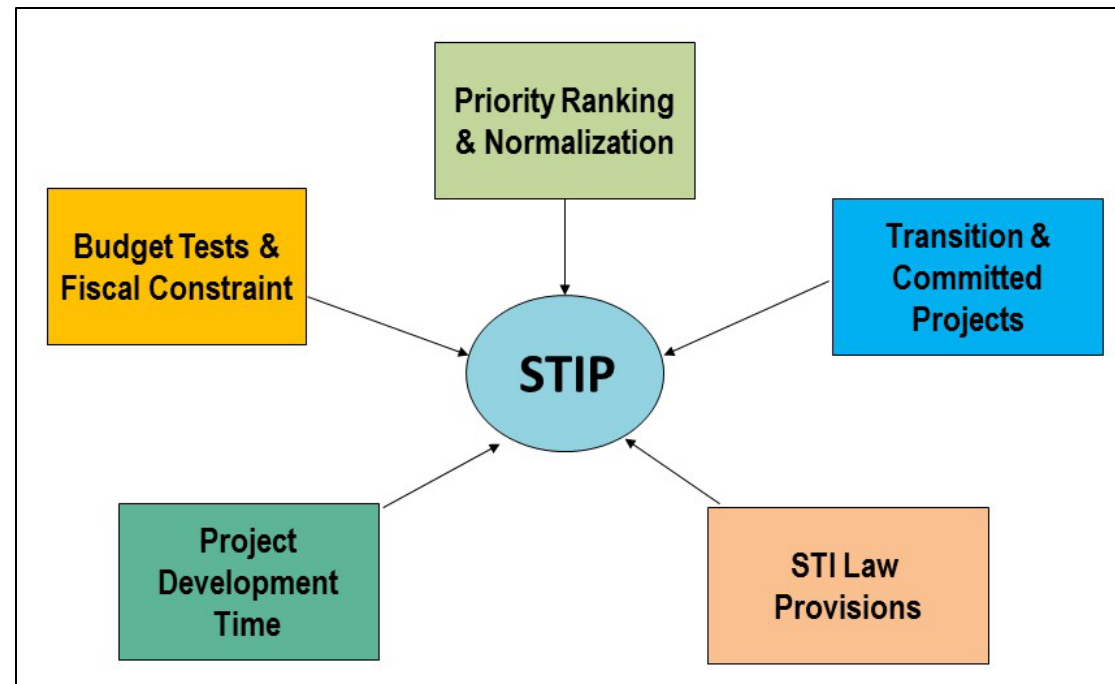 Priority Ranking
& Normalization
Budget Tests &
Fiscal Constraint
Transition &
Committed
Projects
STIP
Project
Development
Time
STI Law
Provisions